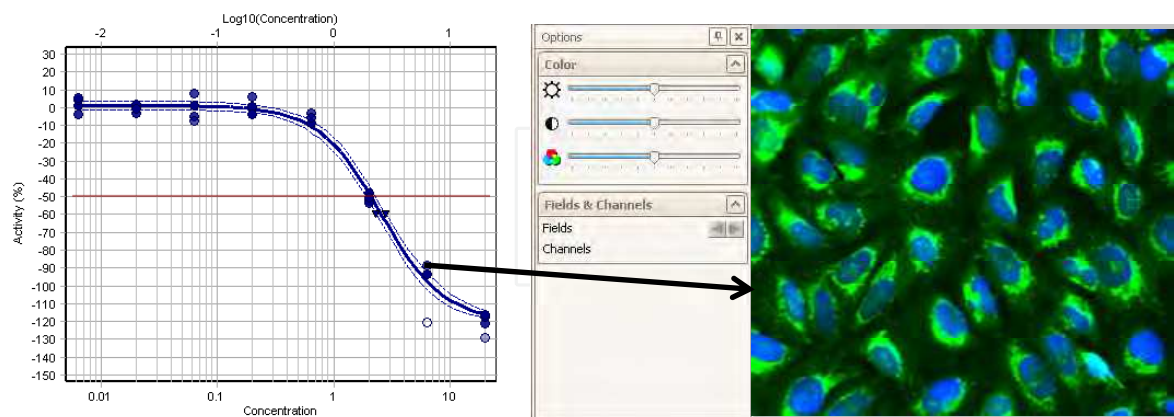 Log10(Concentration)
-2 -1 0 1
30
20
10
0
-10
-20
-30
-40
-50
-60
-70
-80
-90
-100
-110
-120
-130
-140
-150
Activity (%)
0.01 0.1 1 10
Concentration
Options
Color
Fields & Channels
Fields
Channels